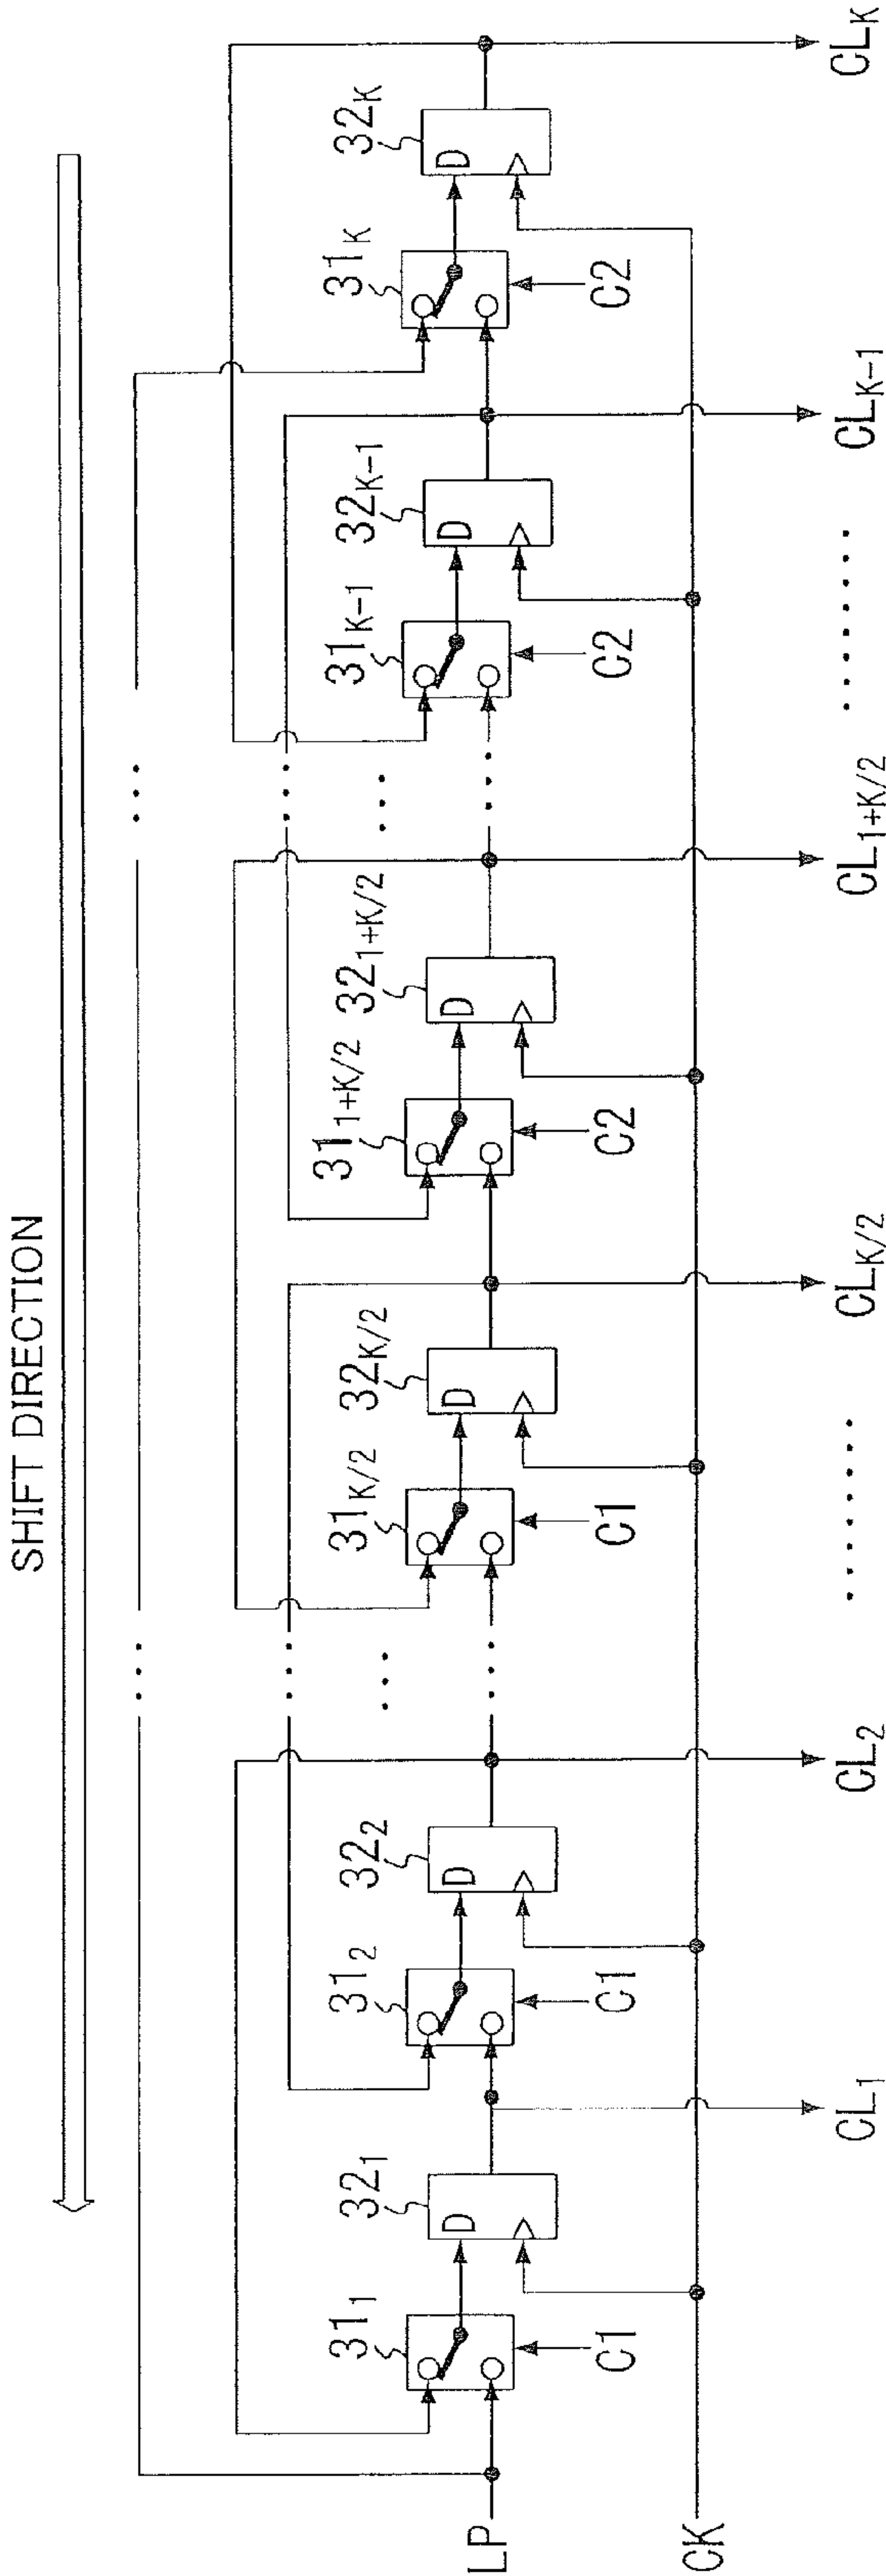 SHIFT DIRECTION
31₁ 32₁ 31₂ 32₂ 31K/2 32K/2 31₁₊K/2 32₁₊K/2 31K-1 32K-1 31K 32K
D D D D D D
LP
C1 C1 C1 C2 C2 C2
CK
CL₁ CL₂ CLK/2 CL₁₊K/2 CLK-1 CLK